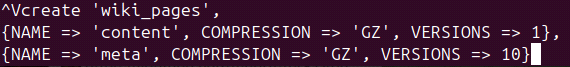 ^Vcreate 'wiki_pages',
{NAME => 'content', COMPRESSION => 'GZ', VERSIONS => 1},
{NAME => 'meta', COMPRESSION => 'GZ', VERSIONS => 10}